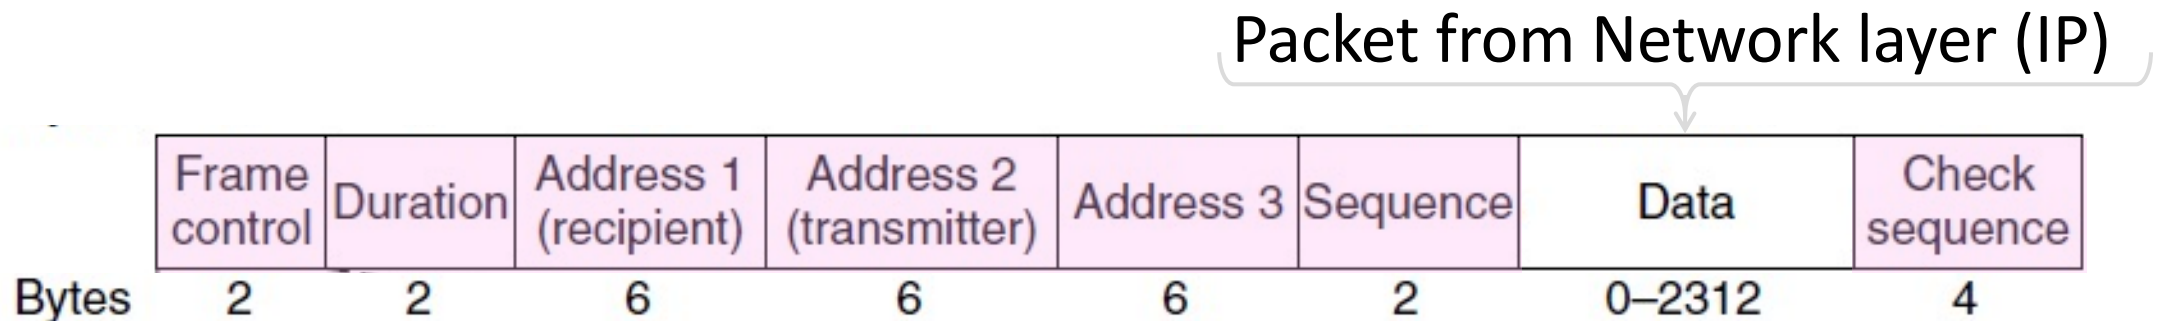 Packet from Network layer (IP)
Frame control
Duration
Address 1 (recipient)
Address 2 (transmitter)
Address 3
Sequence
Data
Check sequence
Bytes 2 2 6 6 6 2 0–2312 4